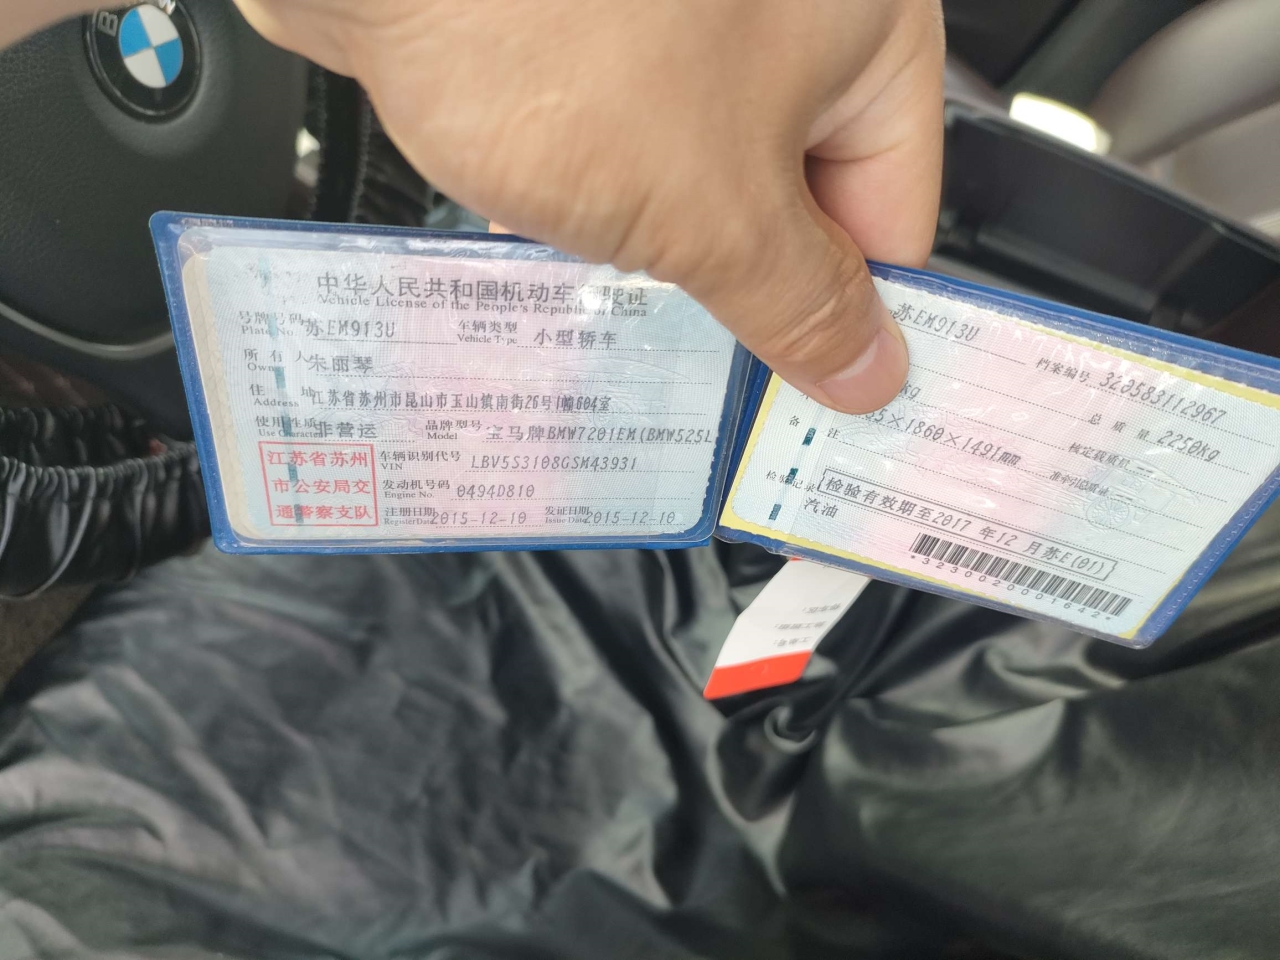 中华人民共和国机动车 驶证
Vehicle License of the People's Republic of China
号牌号码 苏EM913U 车辆类型 小型轿车
Plate No Vehicle Type
所有人 朱丽琴
Owner
住 地 江苏省苏州市昆山市玉山镇南街26号1幢604室
Address
使用性质 非营运 品牌型号 宝马牌BMW7201EM(BMW525L
Use Character Model
江苏省苏州
市公安局交
通警察支队
车辆识别代号 LBV5S3108GSM43931
VIN
发动机号码 0494D810
Engine No.
注册日期 2015-12-10 发证日期 2015-12-10
Register Date Issue Date
苏EM913U 档案编号 320583112967
kg 总质量 2250kg
×1860×1491mm 核定载质量 --
备注 准牵引总质量 --
检验记录 检验有效期至2017年12月苏E(01)
汽油
*3230020001642*
B